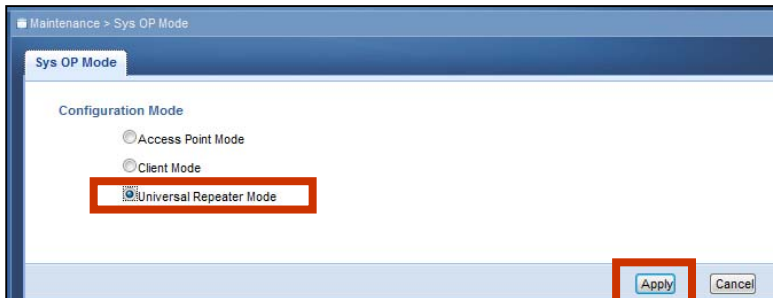 Maintenance > Sys OP Mode
Sys OP Mode
Configuration Mode
Access Point Mode
Client Mode
Universal Repeater Mode
Apply Cancel